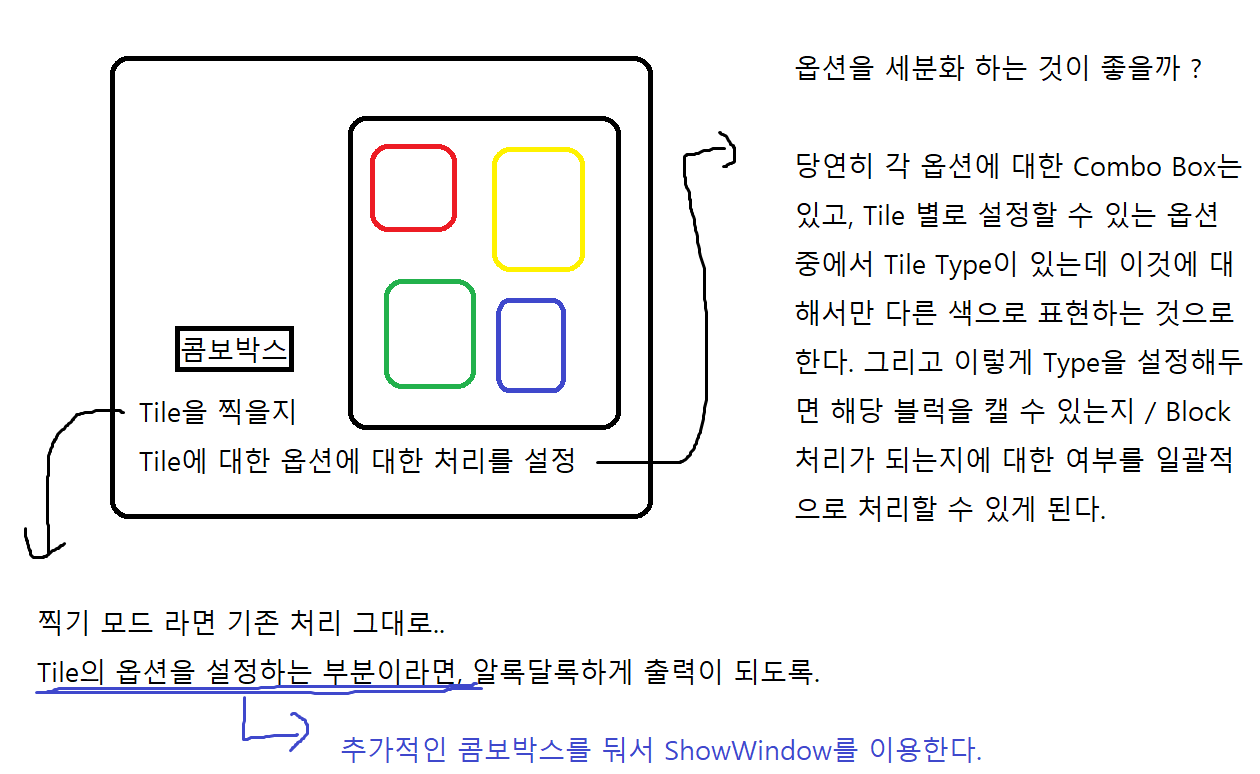 옵션을 세분화 하는 것이 좋을까 ?
당연히 각 옵션에 대한 Combo Box는
있고, Tile 별로 설정할 수 있는 옵션
중에서 Tile Type이 있는데 이것에 대
해서만 다른 색으로 표현하는 것으로
한다. 그리고 이렇게 Type을 설정해두
면 해당 블럭을 캘 수 있는지 / Block
처리가 되는지에 대한 여부를 일괄적
으로 처리할 수 있게 된다.
콤보박스
Tile을 찍을지
Tile에 대한 옵션에 대한 처리를 설정
찍기 모드 라면 기존 처리 그대로..
Tile의 옵션을 설정하는 부분이라면, 알록달록하게 출력이 되도록.
추가적인 콤보박스를 둬서 ShowWindow를 이용한다.